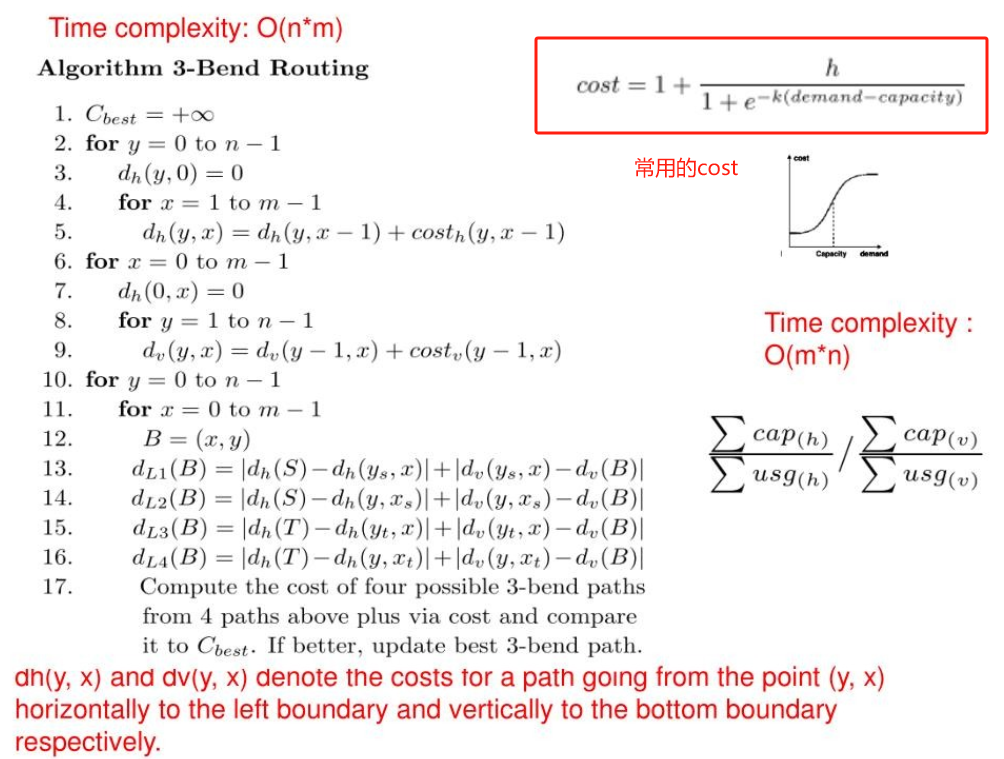 Time complexity: O(n*m)
Algorithm 3-Bend Routing
1. C_{best} = +∞
2. for y = 0 to n − 1
3. d_h(y, 0) = 0
4. for x = 1 to m − 1
5. d_h(y, x) = d_h(y, x − 1) + cost_h(y, x − 1)
6. for x = 0 to m − 1
7. d_h(0, x) = 0
8. for y = 1 to n − 1
9. d_v(y, x) = d_v(y − 1, x) + cost_v(y − 1, x)
10. for y = 0 to n − 1
11. for x = 0 to m − 1
12. B = (x, y)
13. d_{L1}(B) = |d_h(S)−d_h(y_s, x)|+|d_v(y_s, x)−d_v(B)|
14. d_{L2}(B) = |d_h(S)−d_h(y, x_s)|+|d_v(y, x_s)−d_v(B)|
15. d_{L3}(B) = |d_h(T)−d_h(y_t, x)|+|d_v(y_t, x)−d_v(B)|
16. d_{L4}(B) = |d_h(T)−d_h(y, x_t)|+|d_v(y, x_t)−d_v(B)|
17. Compute the cost of four possible 3-bend paths
from 4 paths above plus via cost and compare
it to C_{best}. If better, update best 3-bend path.
cost = 1 + \frac{h}{1 + e^{−k(demand−capacity)}}
常用的cost
cost
Capacity demand
Time complexity :
O(m*n)
\frac{∑ cap_{(h)}}{∑ usg_{(h)}} / \frac{∑ cap_{(v)}}{∑ usg_{(v)}}
dh(y, x) and dv(y, x) denote the costs for a path going from the point (y, x)
horizontally to the left boundary and vertically to the bottom boundary
respectively.